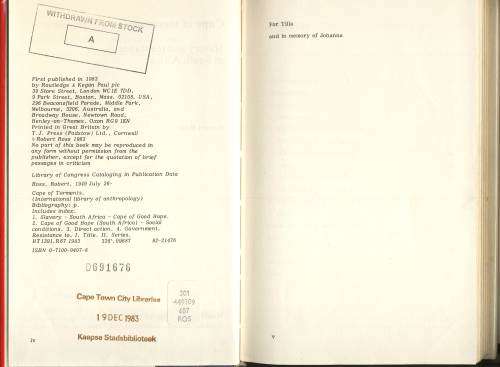 WITHDRAWN FROM STOCK
A
First published in 1983
by Routledge & Kegan Paul plc
39 Store Street, London WC1E 7DD,
9 Park Street, Boston, Mass. 02108, USA,
296 Beaconsfield Parade, Middle Park,
Melbourne, 3206, Australia, and
Broadway House, Newtown Road,
Henley-on-Thames, Oxon RG9 1EN
Printed in Great Britain by
T.J. Press (Padstow) Ltd., Cornwall
© Robert Ross 1983
No part of this book may be reproduced in
any form without permission from the
publisher, except for the quotation of brief
passages in criticism
Library of Congress Cataloging in Publication Data
Ross, Robert, 1949 July 26-
Cape of Torments.
(International library of anthropology)
Bibliography: p.
Includes index.
1. Slavery - South Africa - Cape of Good Hope.
2. Cape of Good Hope (South Africa) - Social
conditions. 3. Direct action. 4. Government,
Resistance to. I. Title. II. Series.
HT1391.R67 1983
ISBN 0-7100-9407-6
D691676
Cape Town City Libraries
19 DEC 1983
Kaapse Stadsbiblioteek
ROS
iv
For Title
and in memory of Johanna
v